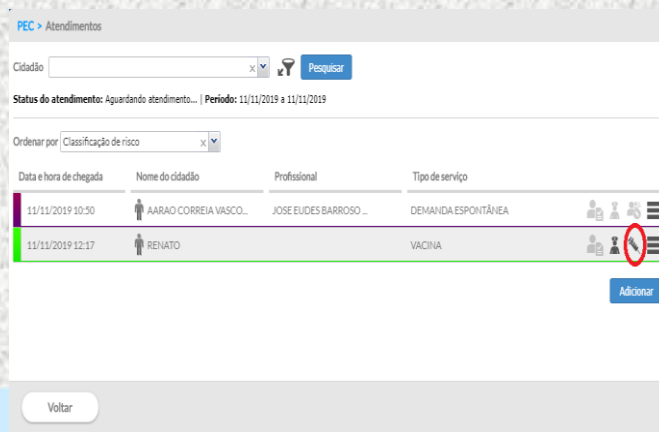 PEC > Atendimentos
Cidadão x Pesquisar
Status do atendimento: Aguardando atendimento... | Período: 11/11/2019 a 11/11/2019
Ordenar por Classificação de risco x
Data e hora de chegada Nome do cidadão Profissional Tipo de serviço
11/11/2019 10:50 AARAO CORREIA VASCO... JOSE EUDES BARROSO ... DEMANDA ESPONTÂNEA
11/11/2019 12:17 RENATO VACINA
Adicionar
Voltar